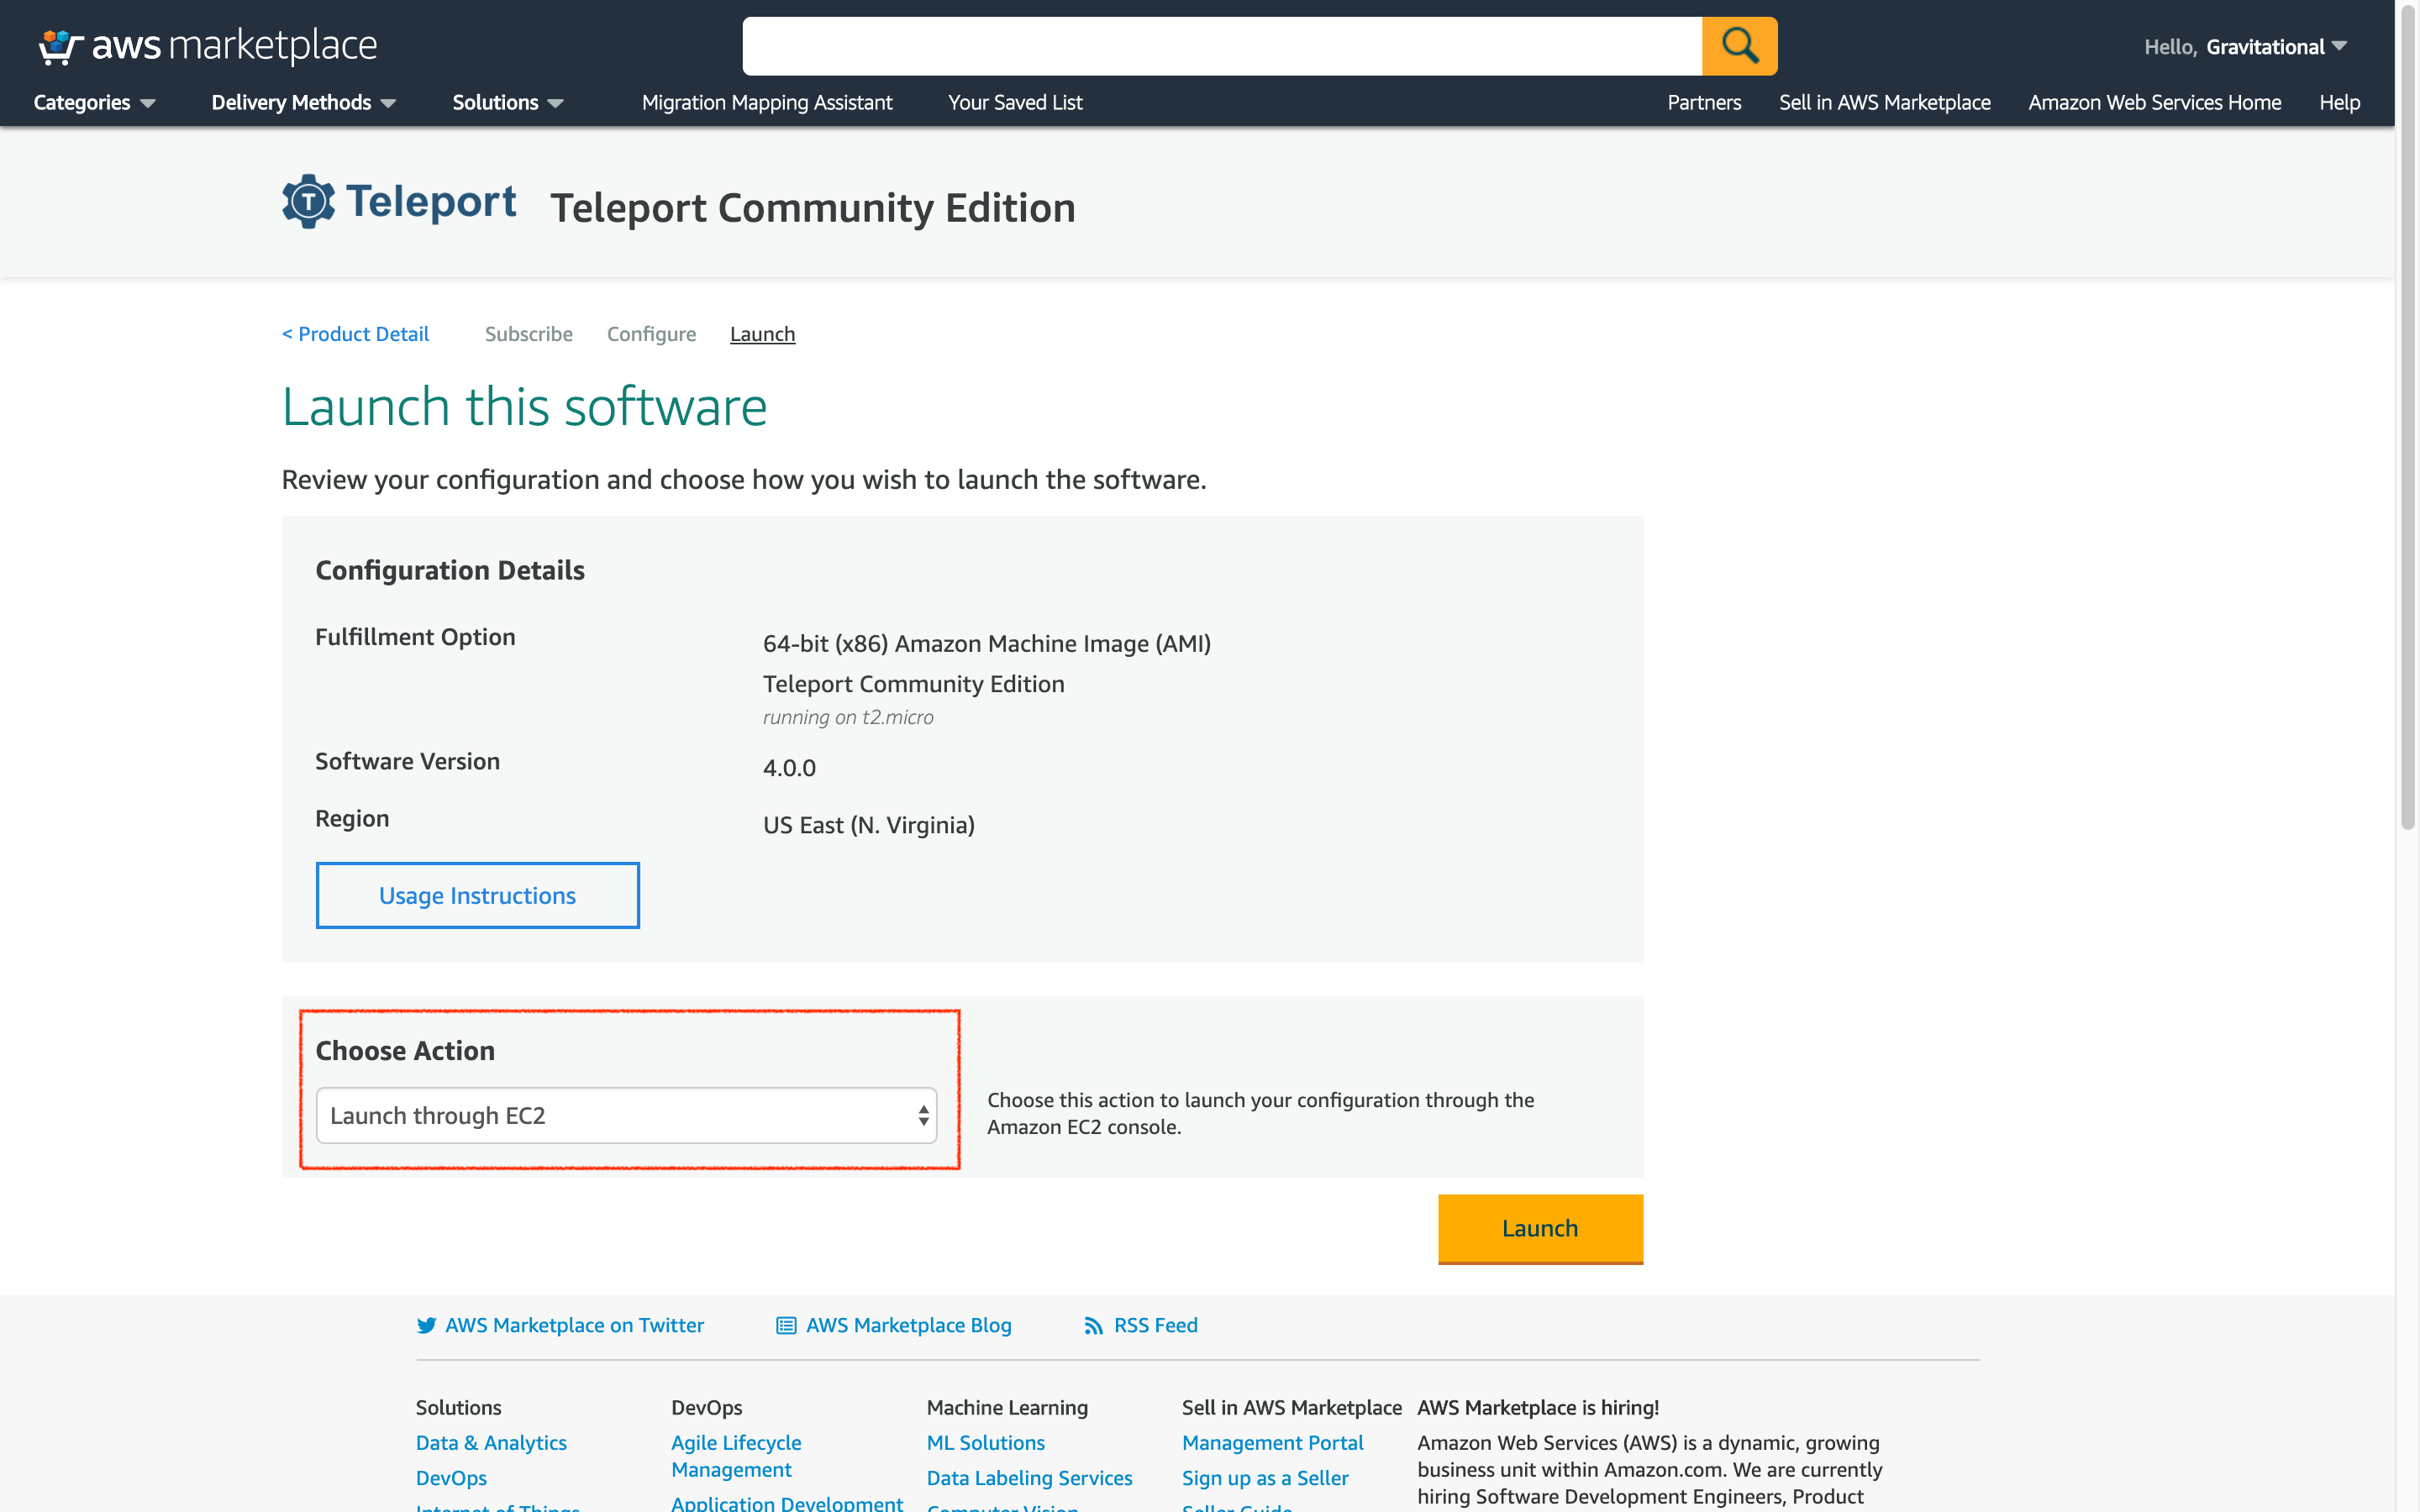 aws marketplace
Hello, Gravitational
Categories
Delivery Methods
Solutions
Migration Mapping Assistant
Your Saved List
Partners
Sell in AWS Marketplace
Amazon Web Services Home
Help
T Teleport
Teleport Community Edition
< Product Detail
Subscribe
Configure
Launch
Launch this software
Review your configuration and choose how you wish to launch the software.
Configuration Details
Fulfillment Option
64-bit (x86) Amazon Machine Image (AMI)
Teleport Community Edition
running on t2.micro
Software Version
4.0.0
Region
US East (N. Virginia)
Usage Instructions
Choose Action
Launch through EC2
Choose this action to launch your configuration through the
Amazon EC2 console.
Launch
AWS Marketplace on Twitter
AWS Marketplace Blog
RSS Feed
Solutions
Data & Analytics
DevOps
Internet of Things
DevOps
Agile Lifecycle
Management
Application Development
Machine Learning
ML Solutions
Data Labeling Services
Computer Vision
Sell in AWS Marketplace
Management Portal
Sign up as a Seller
Seller Guide
AWS Marketplace is hiring!
Amazon Web Services (AWS) is a dynamic, growing
business unit within Amazon.com. We are currently
hiring Software Development Engineers, Product